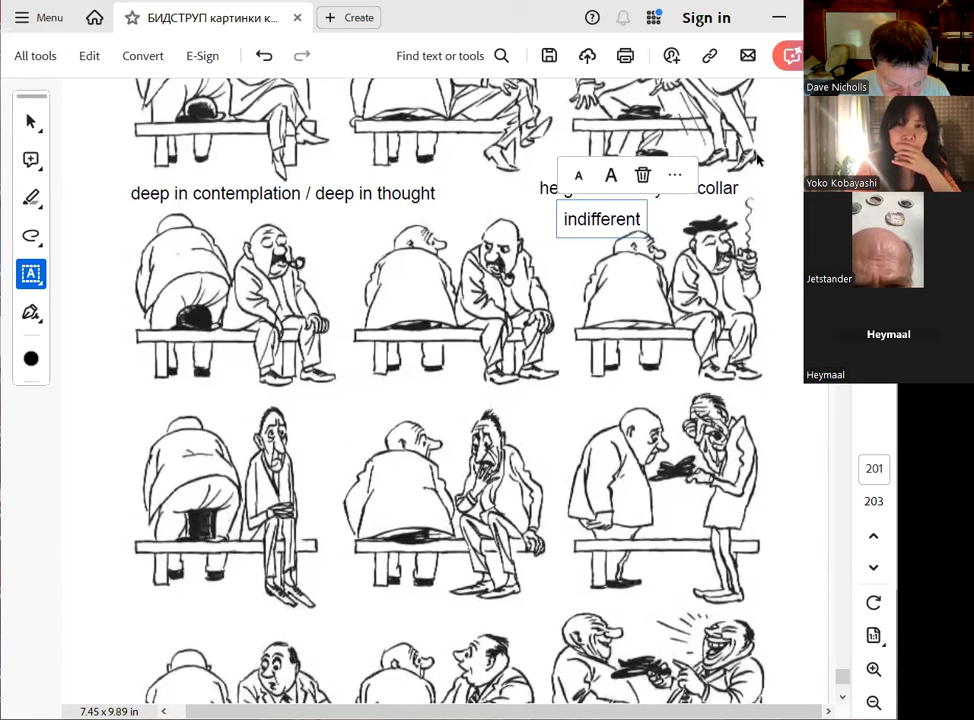 Menu
БИДСТРУП картинки к...
Create
Sign in
All tools
Edit
Convert
E-Sign
Find text or tools
Dave Nicholls
Yoko Kobayashi
Jetstander
Heymaal
Heymaal
deep in contemplation / deep in thought
collar
indifferent
201
203
7.45 x 9.89 in